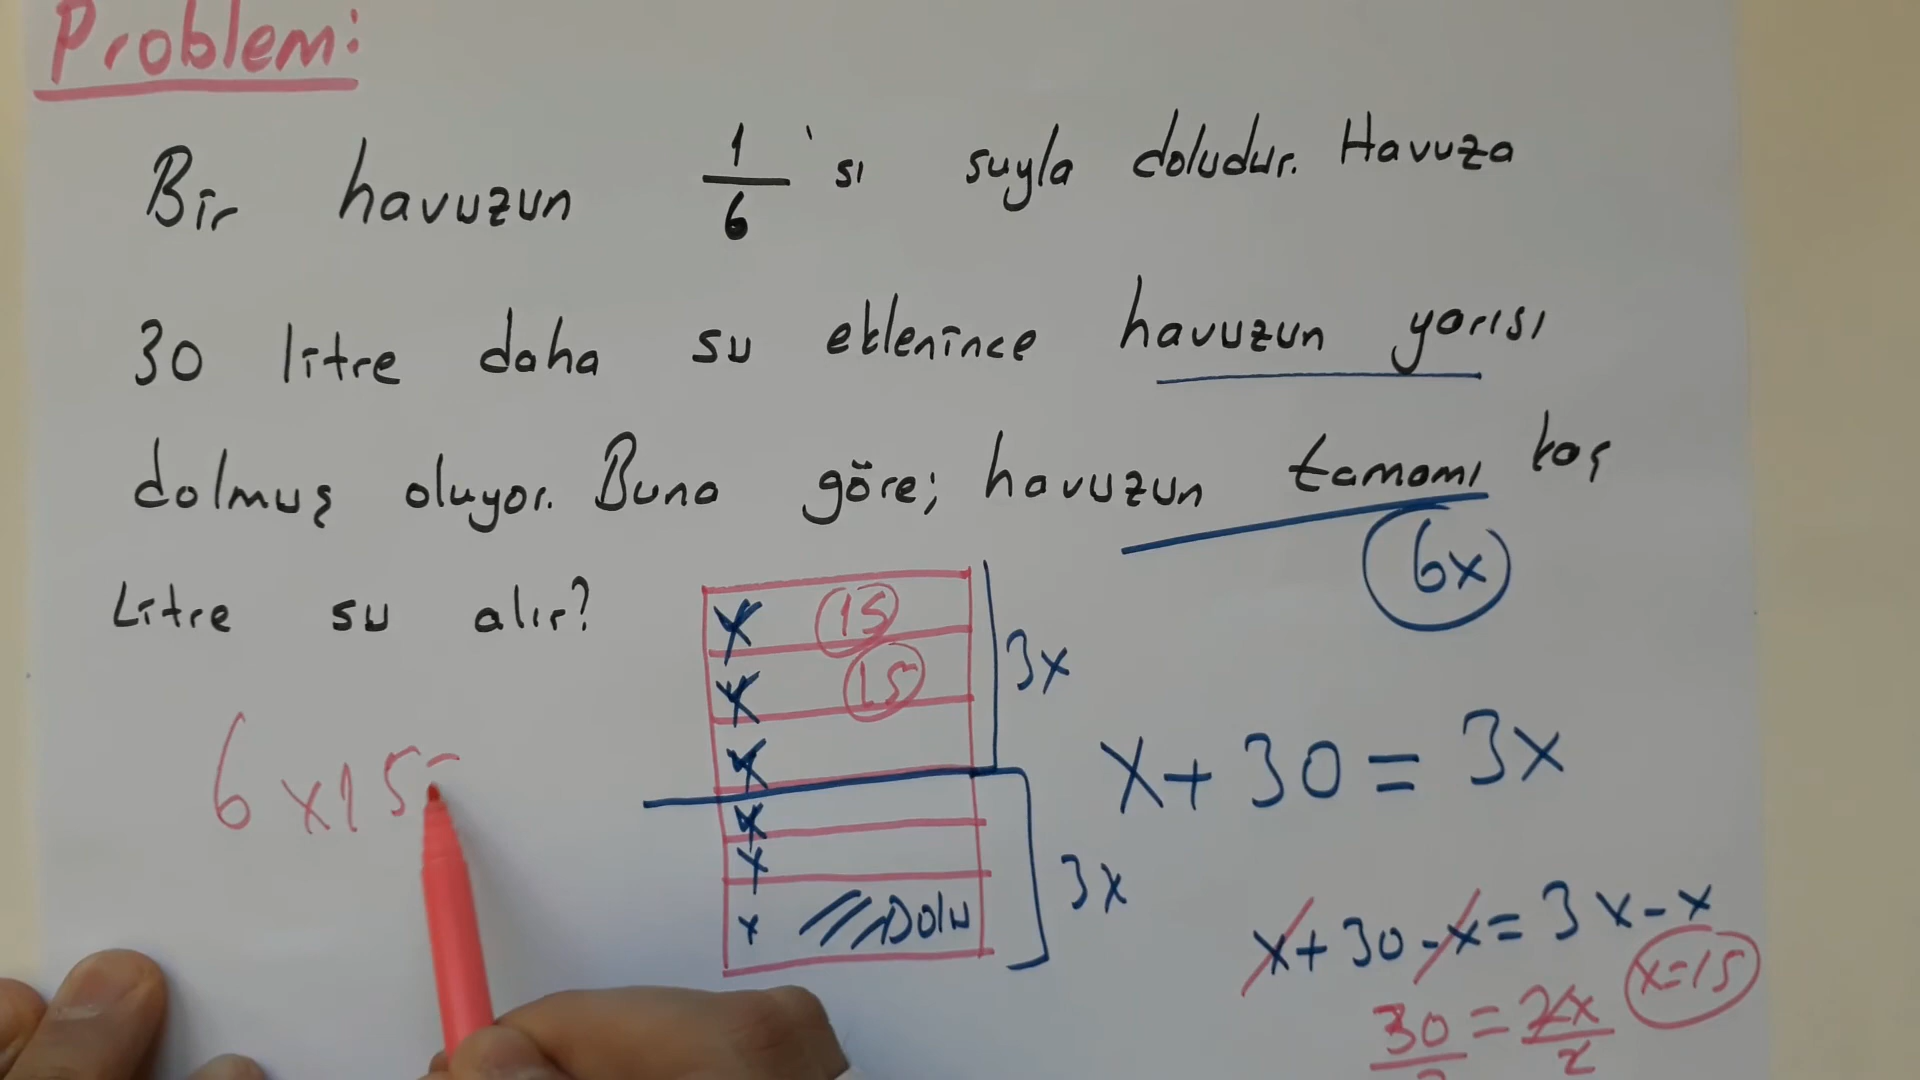 Problem:
Bir havuzun 1/6 'sı suyla doludur. Havuza
30 litre daha su eklenince havuzun yarısı
dolmuş oluyor. Buna göre; havuzun tamamı kaç
Litre su alır?
6x
x 15
x 15
x
3x
x
x
x Dolu
3x
6x15
x+30=3x
x+30-x=3x-x
30=2x/2
x=15